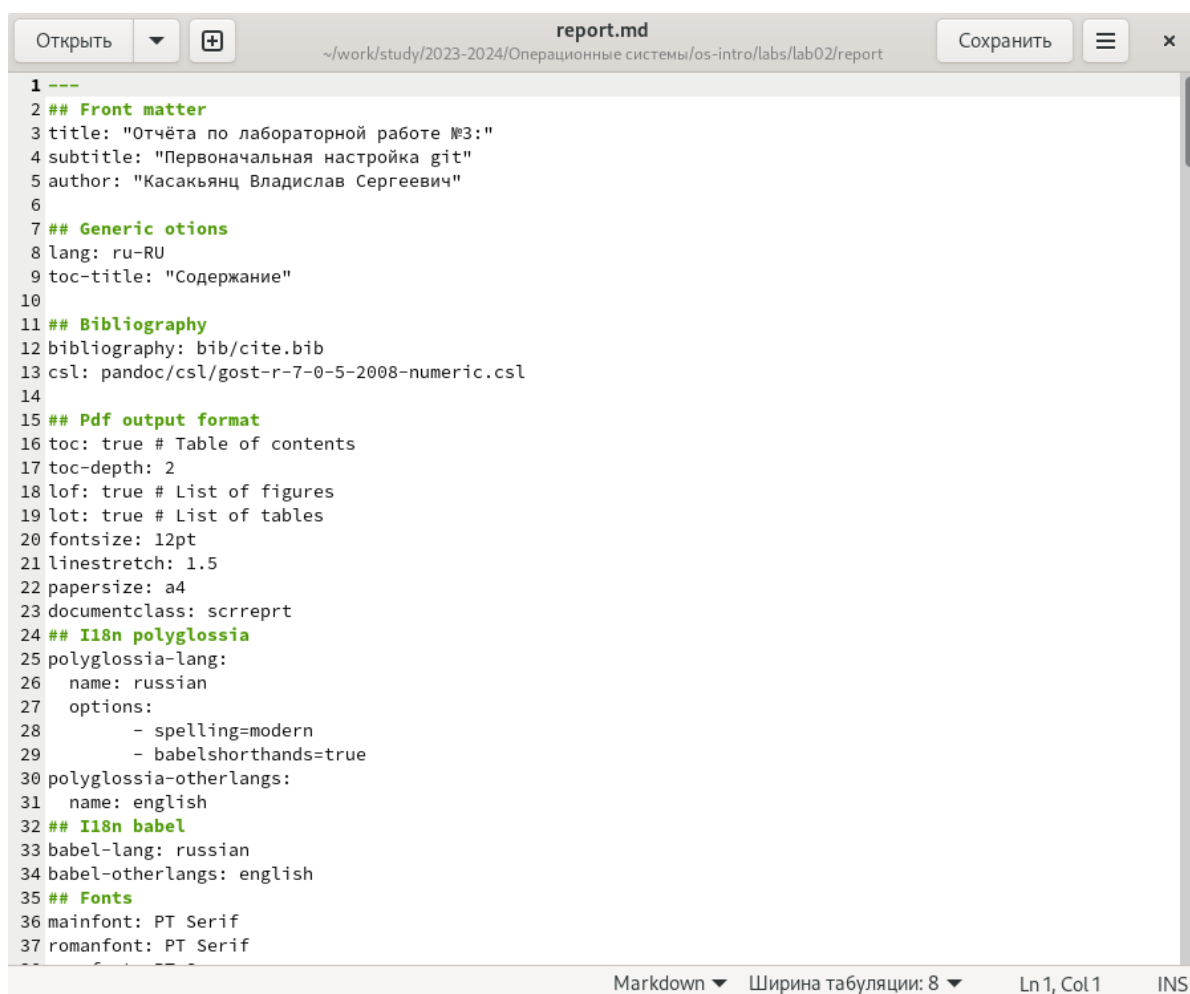 Открыть
report.md
~/work/study/2023-2024/Операционные системы/os-intro/labs/lab02/report
Сохранить
1 ---
2 ## Front matter
3 title: "Отчёта по лабораторной работе №3:"
4 subtitle: "Первоначальная настройка git"
5 author: "Касакьянц Владислав Сергеевич"
6
7 ## Generic otions
8 lang: ru-RU
9 toc-title: "Содержание"
10
11 ## Bibliography
12 bibliography: bib/cite.bib
13 csl: pandoc/csl/gost-r-7-0-5-2008-numeric.csl
14
15 ## Pdf output format
16 toc: true # Table of contents
17 toc-depth: 2
18 lof: true # List of figures
19 lot: true # List of tables
20 fontsize: 12pt
21 linestretch: 1.5
22 papersize: a4
23 documentclass: scrreprt
24 ## I18n polyglossia
25 polyglossia-lang:
26   name: russian
27   options:
28         - spelling=modern
29         - babelshorthands=true
30 polyglossia-otherlangs:
31   name: english
32 ## I18n babel
33 babel-lang: russian
34 babel-otherlangs: english
35 ## Fonts
36 mainfont: PT Serif
37 romanfont: PT Serif
Markdown Ширина табуляции: 8 Ln 1, Col 1 INS